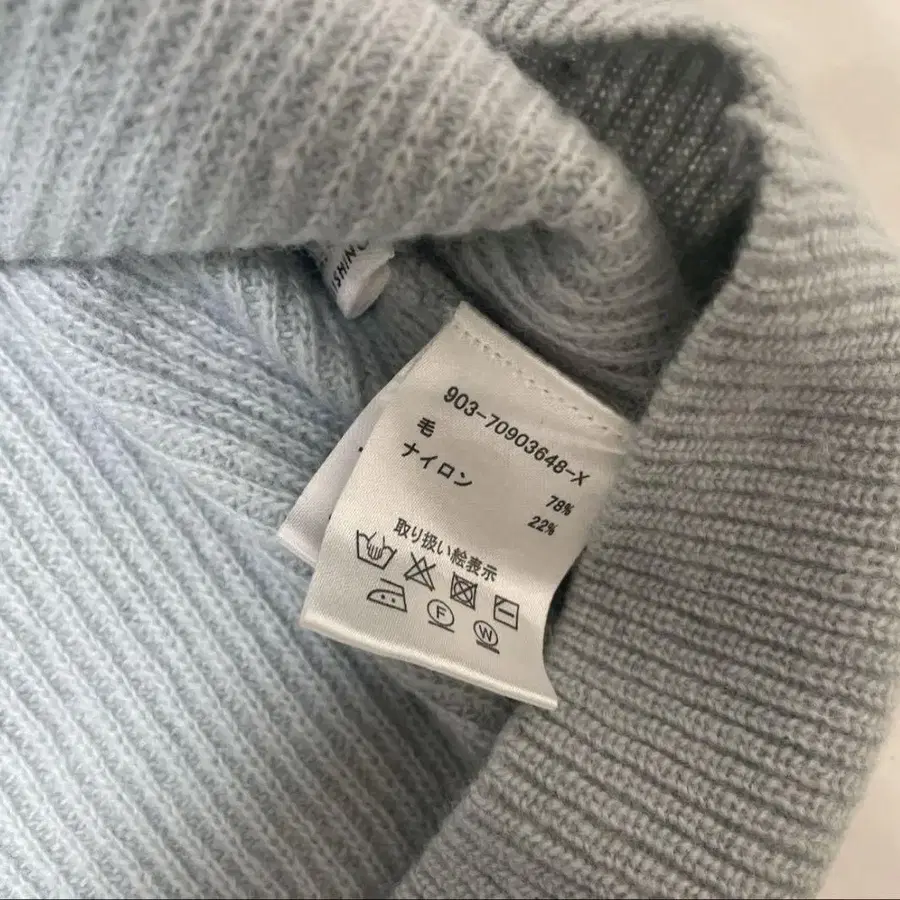 903-70903648-X
毛 78%
ナイロン 22%
取り扱い絵表示
F
W